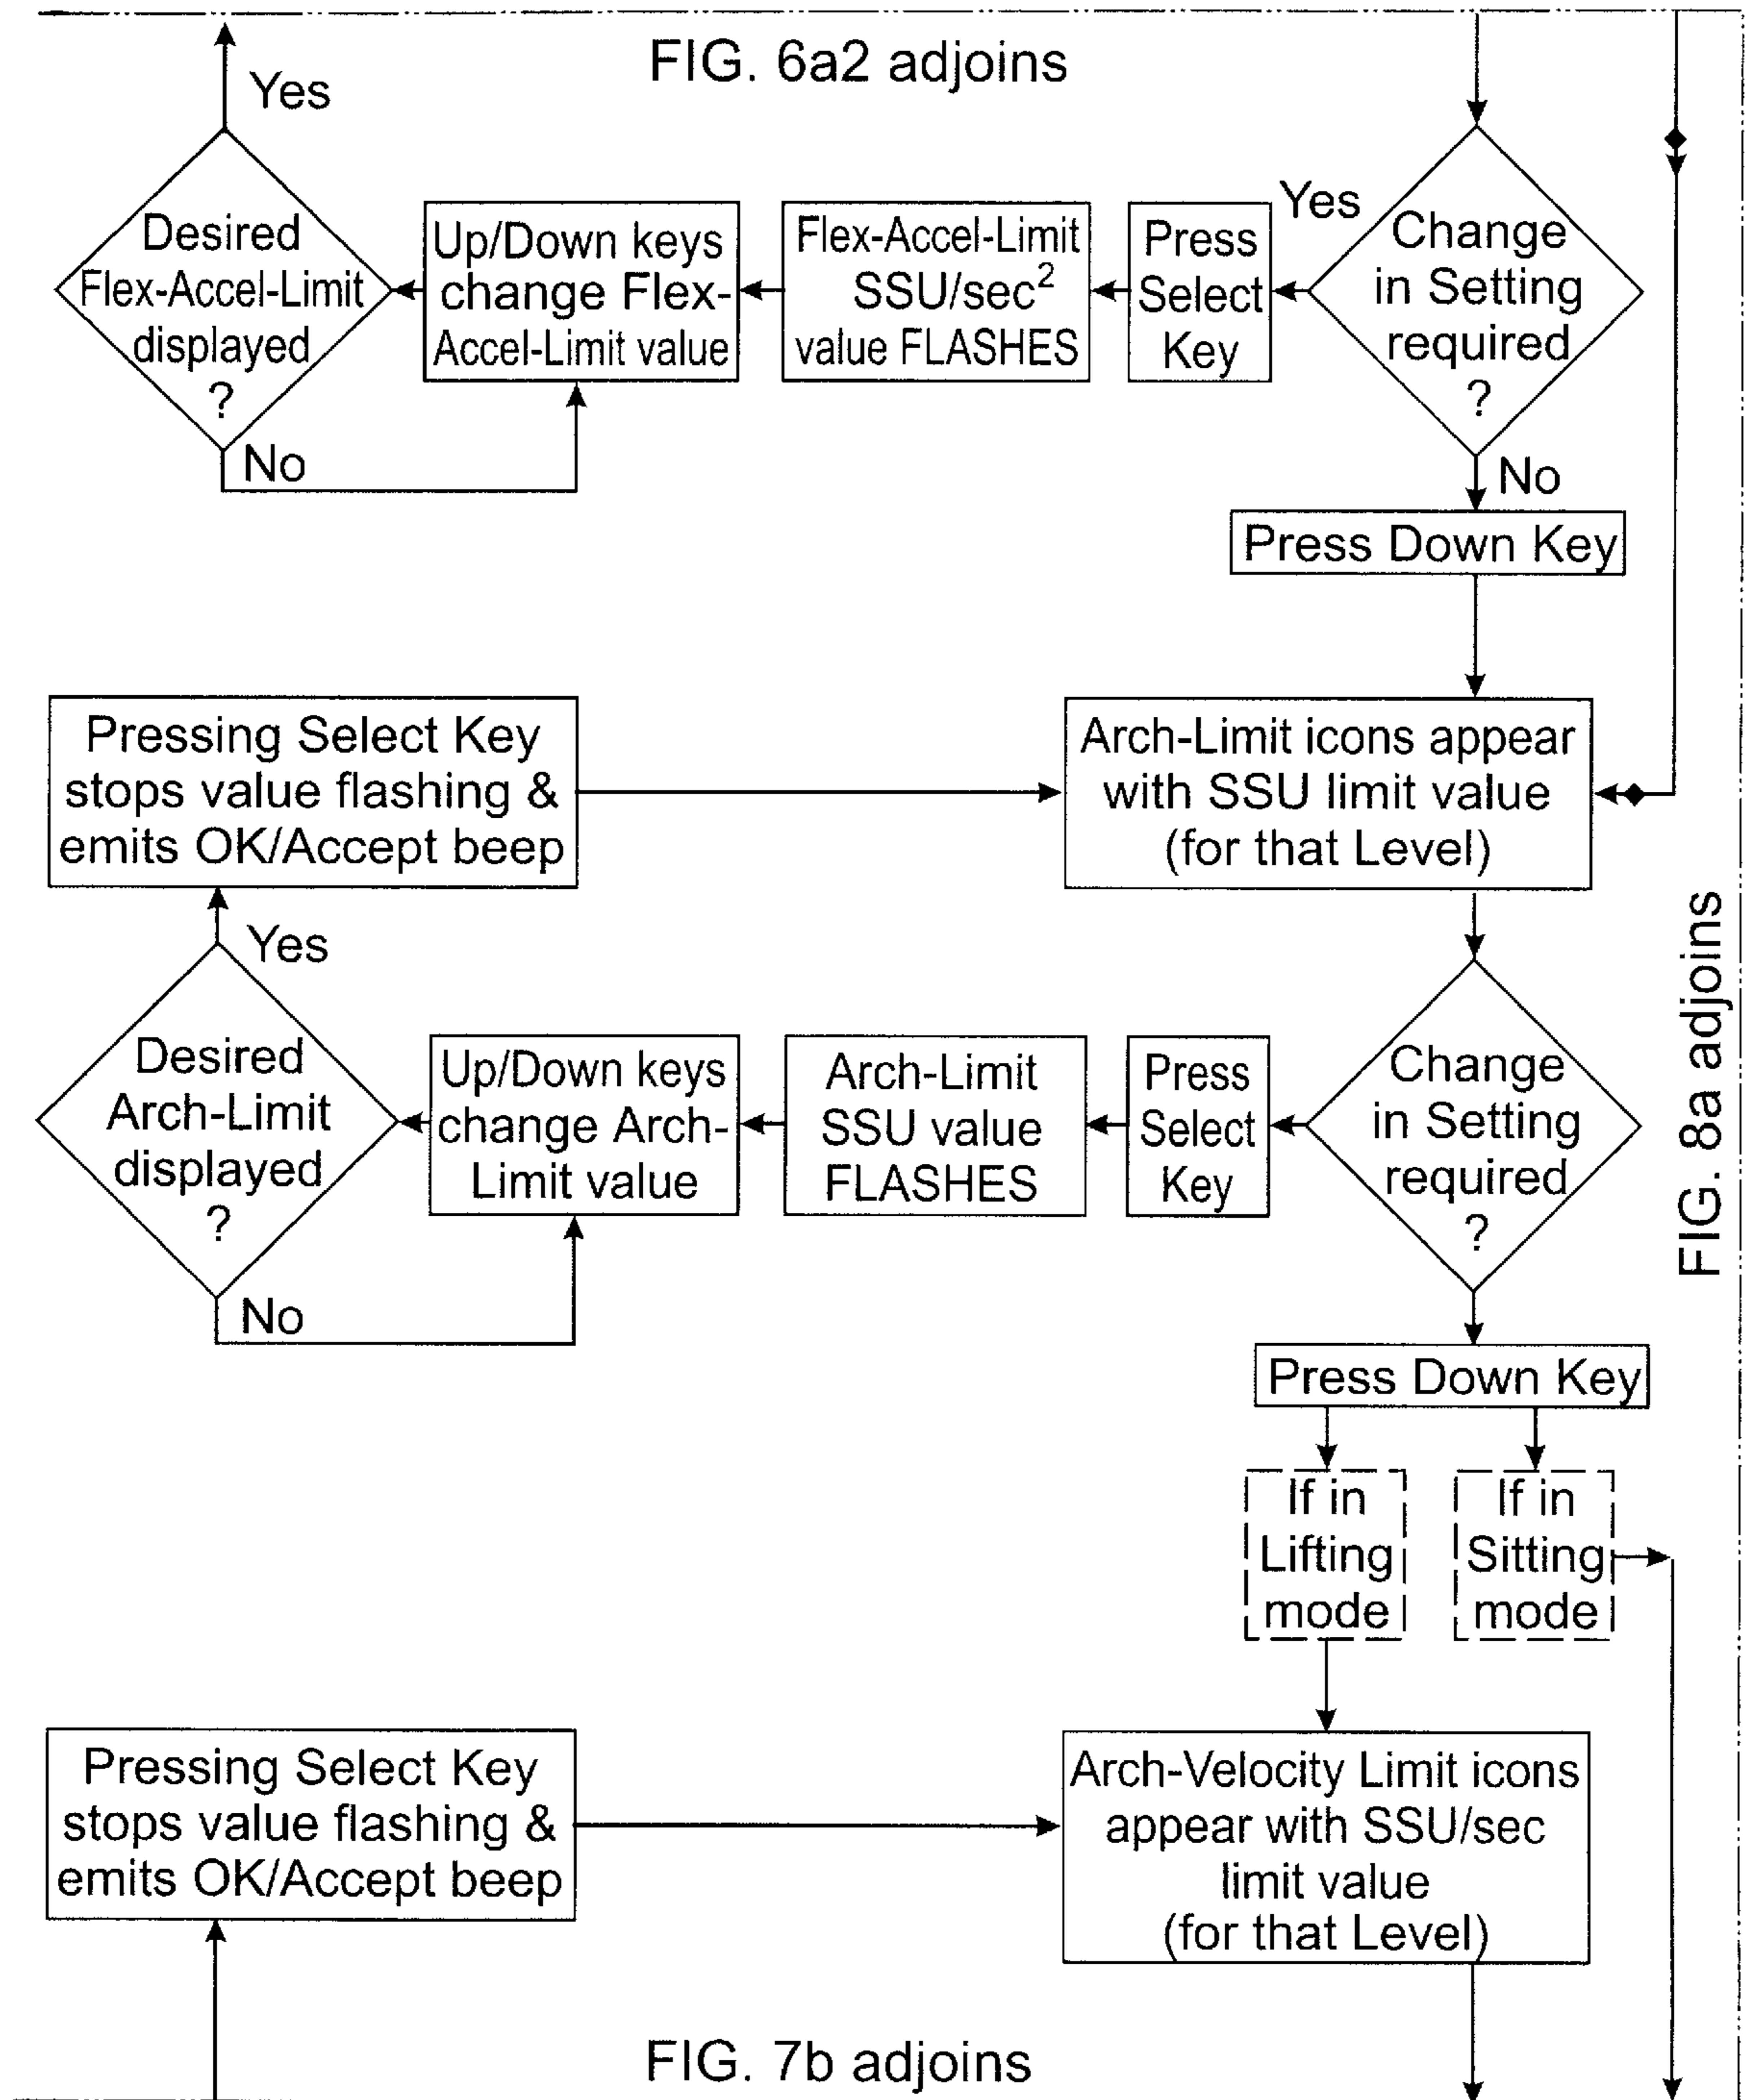 FIG. 6a2 adjoins
Yes
Desired
Flex-Accel-Limit
displayed
?
No
Up/Down keys
change Flex-
Accel-Limit value
Flex-Accel-Limit
SSU/sec²
value FLASHES
Press
Select
Key
Yes
Change
in Setting
required
?
No
Press Down Key
Pressing Select Key
stops value flashing &
emits OK/Accept beep
Arch-Limit icons appear
with SSU limit value
(for that Level)
Yes
Desired
Arch-Limit
displayed
?
No
Up/Down keys
change Arch-
Limit value
Arch-Limit
SSU value
FLASHES
Press
Select
Key
Change
in Setting
required
?
FIG. 8a adjoins
Press Down Key
If in
Lifting
mode
If in
Sitting
mode
Pressing Select Key
stops value flashing &
emits OK/Accept beep
Arch-Velocity Limit icons
appear with SSU/sec
limit value
(for that Level)
FIG. 7b adjoins